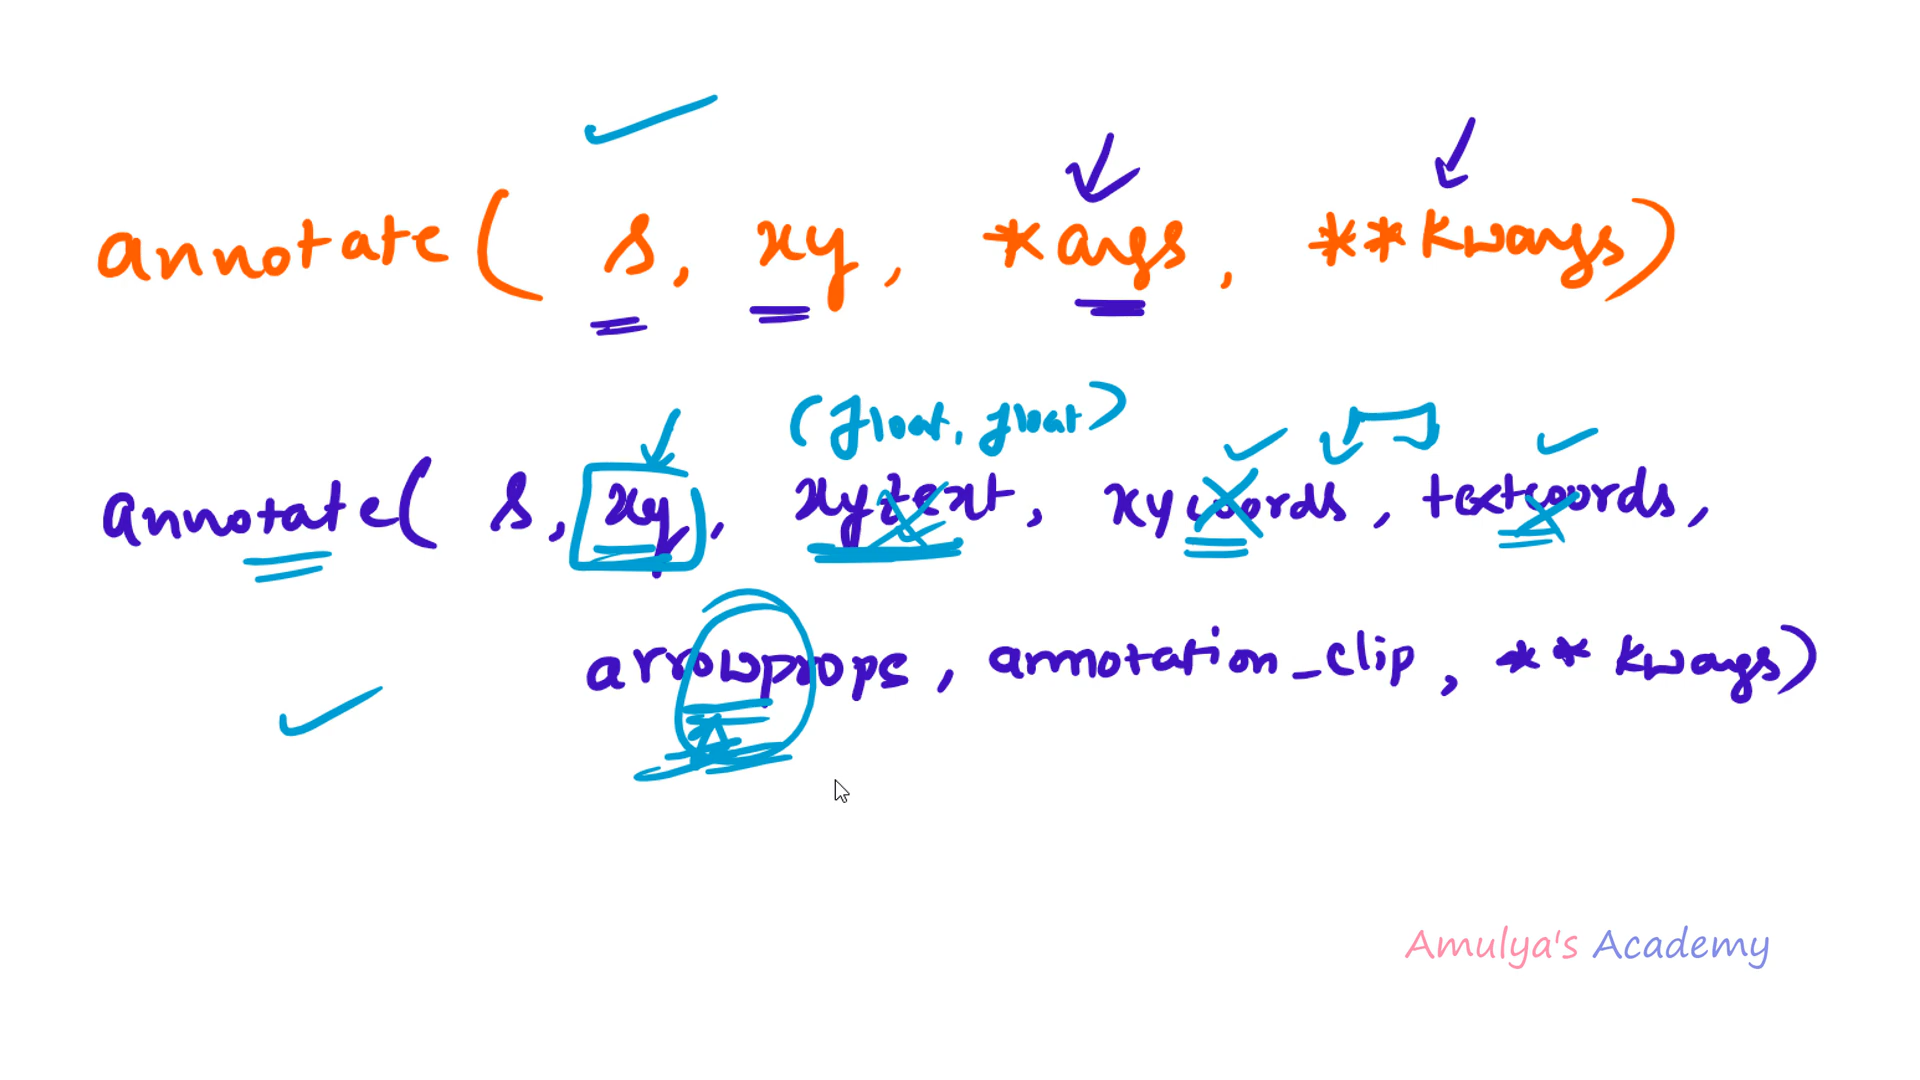 annotate( s, xy, *args, **kwargs)
(float, float)
annotate( s, xy, xytext, xycoords, textcoords,
arrowprops, annotation_clip, ** kwargs)
Amulya's Academy